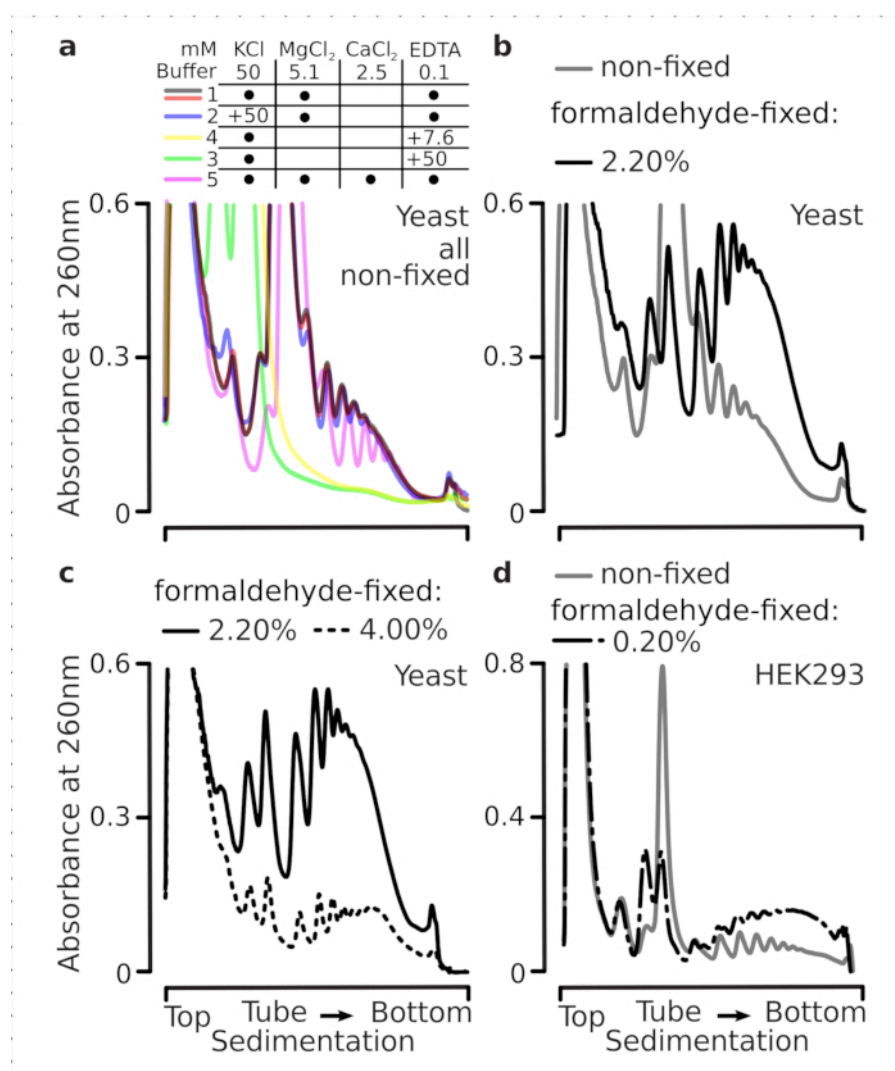 a
mM KCl MgCl₂ CaCl₂ EDTA
Buffer 50 5.1 2.5 0.1
1 • • •
2 +50 • •
4 • +7.6
3 • +50
5 • • • •
Absorbance at 260nm
0.6
0.3
0
Yeast
all
non-fixed
b
non-fixed
formaldehyde-fixed:
2.20%
0.6
0.3
0
Yeast
c
formaldehyde-fixed:
2.20% 4.00%
Absorbance at 260nm
0.6
0.3
0
Yeast
Top Tube → Bottom
Sedimentation
d
non-fixed
formaldehyde-fixed:
0.20%
0.8
0.4
0
HEK293
Top Tube → Bottom
Sedimentation